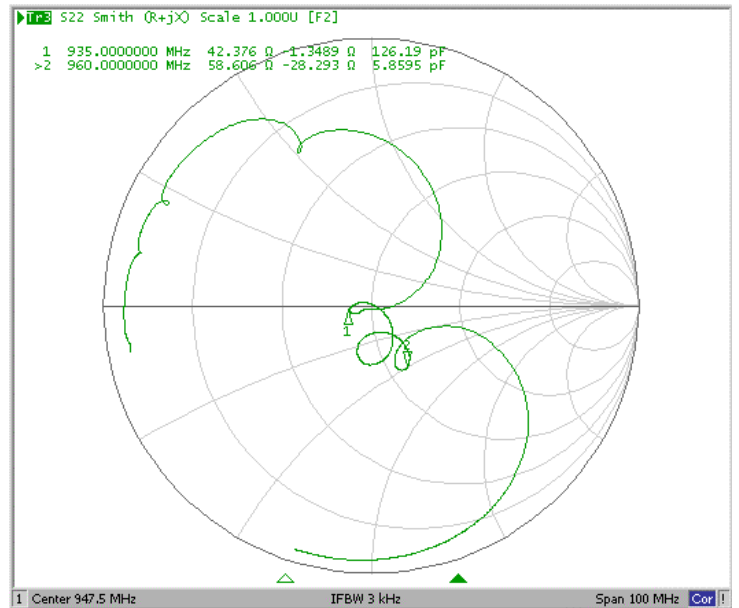 Tr3 S22 Smith (R+jX) Scale 1.000U [F2]
1 935.0000000 MHz 42.376 Ω -1.3489 Ω 126.19 pF
>2 960.0000000 MHz 58.606 Ω -28.293 Ω 5.8595 pF
1
2
1 Center 947.5 MHz IFBW 3 kHz Span 100 MHz Cor !